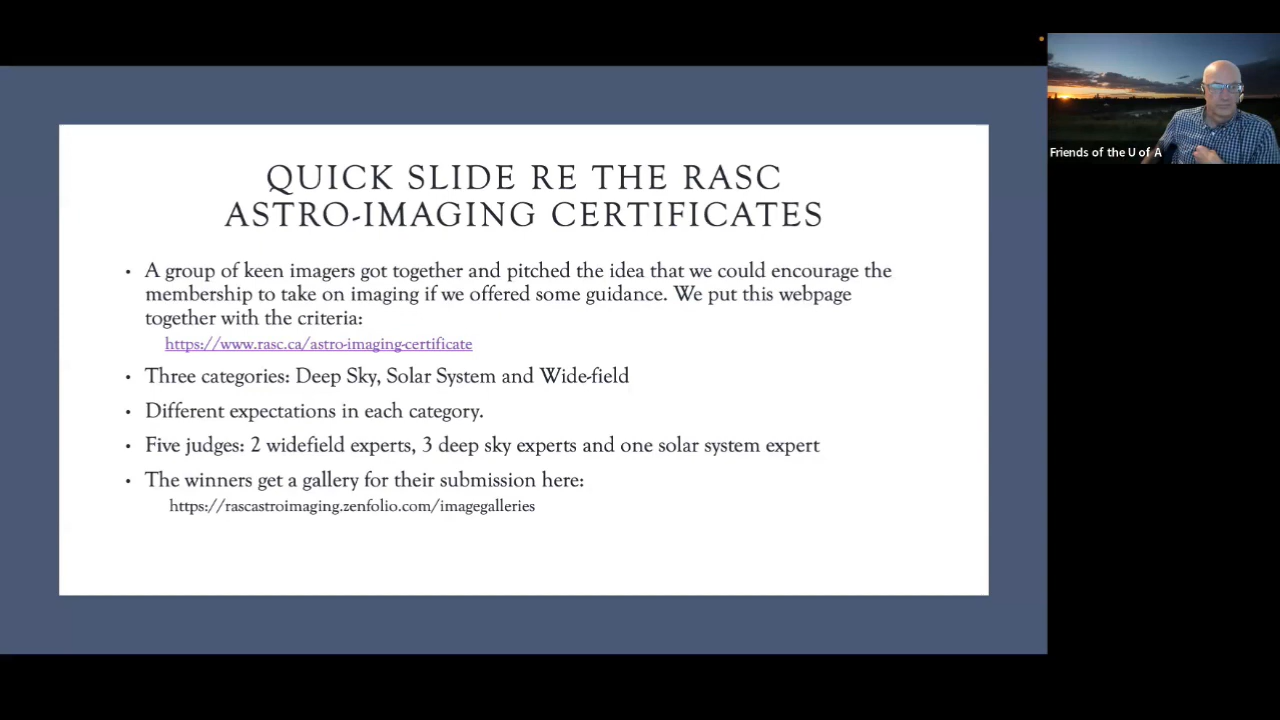 QUICK SLIDE RE THE RASC
ASTRO-IMAGING CERTIFICATES
• A group of keen imagers got together and pitched the idea that we could encourage the
membership to take on imaging if we offered some guidance. We put this webpage
together with the criteria:
https://www.rasc.ca/astro-imaging-certificate
• Three categories: Deep Sky, Solar System and Wide-field
• Different expectations in each category.
• Five judges: 2 widefield experts, 3 deep sky experts and one solar system expert
• The winners get a gallery for their submission here:
https://rascastroimaging.zenfolio.com/imagegalleries
Friends of the U of A